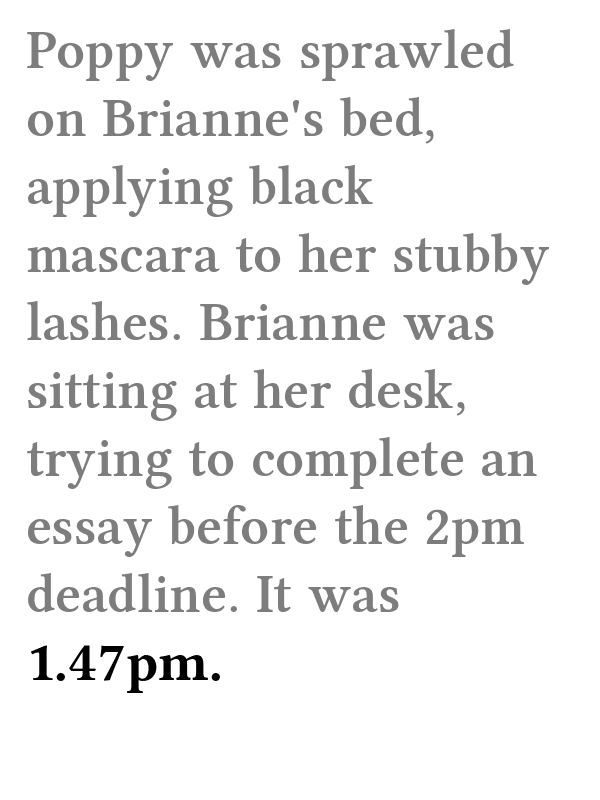 Poppy was sprawled
on Brianne's bed,
applying black
mascara to her stubby
lashes. Brianne was
sitting at her desk,
trying to complete an
essay before the 2pm
deadline. It was
1.47pm.